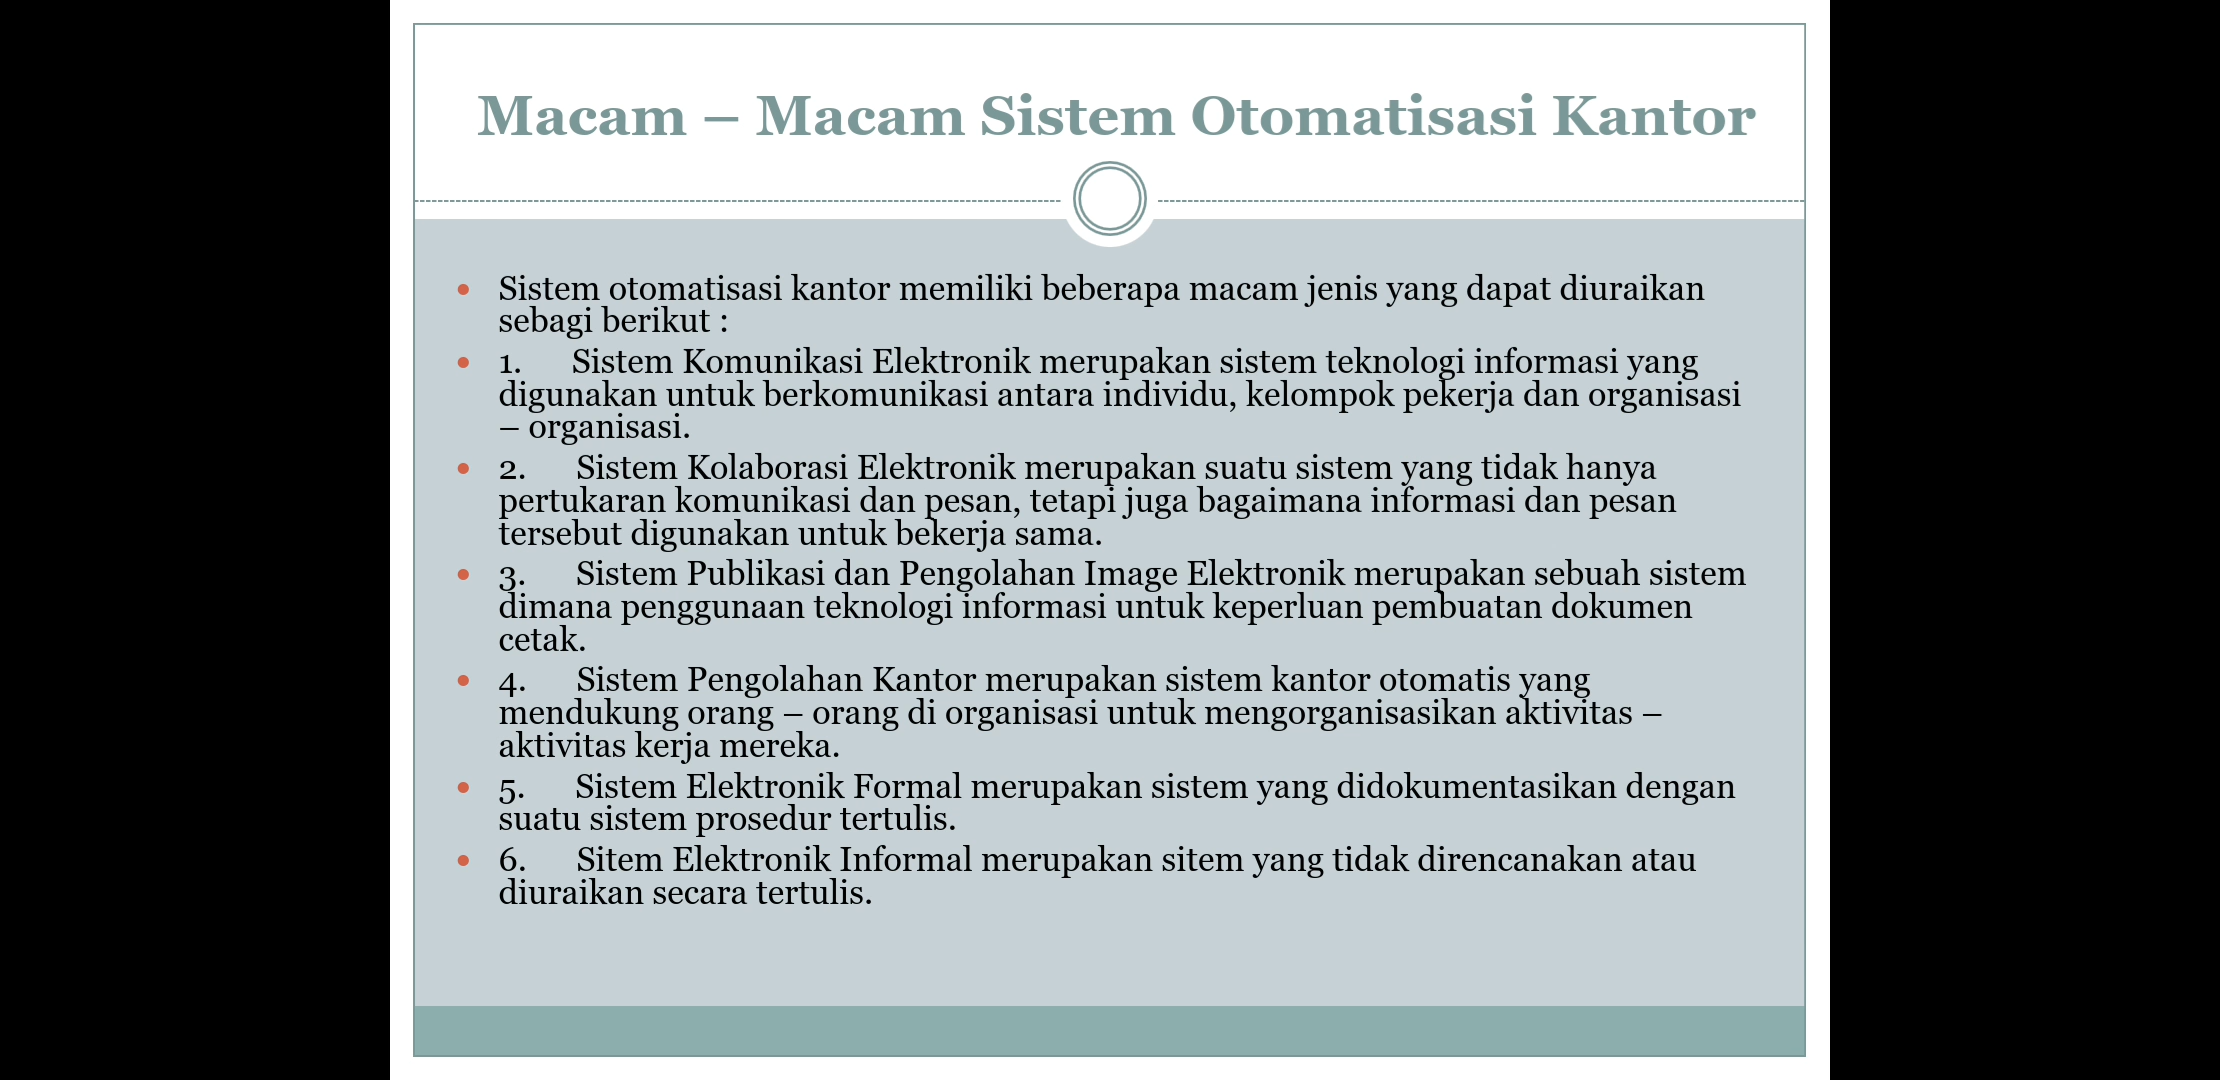 Macam – Macam Sistem Otomatisasi Kantor
• Sistem otomatisasi kantor memiliki beberapa macam jenis yang dapat diuraikan
sebagi berikut :
• 1. Sistem Komunikasi Elektronik merupakan sistem teknologi informasi yang
digunakan untuk berkomunikasi antara individu, kelompok pekerja dan organisasi
– organisasi.
• 2. Sistem Kolaborasi Elektronik merupakan suatu sistem yang tidak hanya
pertukaran komunikasi dan pesan, tetapi juga bagaimana informasi dan pesan
tersebut digunakan untuk bekerja sama.
• 3. Sistem Publikasi dan Pengolahan Image Elektronik merupakan sebuah sistem
dimana penggunaan teknologi informasi untuk keperluan pembuatan dokumen
cetak.
• 4. Sistem Pengolahan Kantor merupakan sistem kantor otomatis yang
mendukung orang – orang di organisasi untuk mengorganisasikan aktivitas –
aktivitas kerja mereka.
• 5. Sistem Elektronik Formal merupakan sistem yang didokumentasikan dengan
suatu sistem prosedur tertulis.
• 6. Sitem Elektronik Informal merupakan sitem yang tidak direncanakan atau
diuraikan secara tertulis.